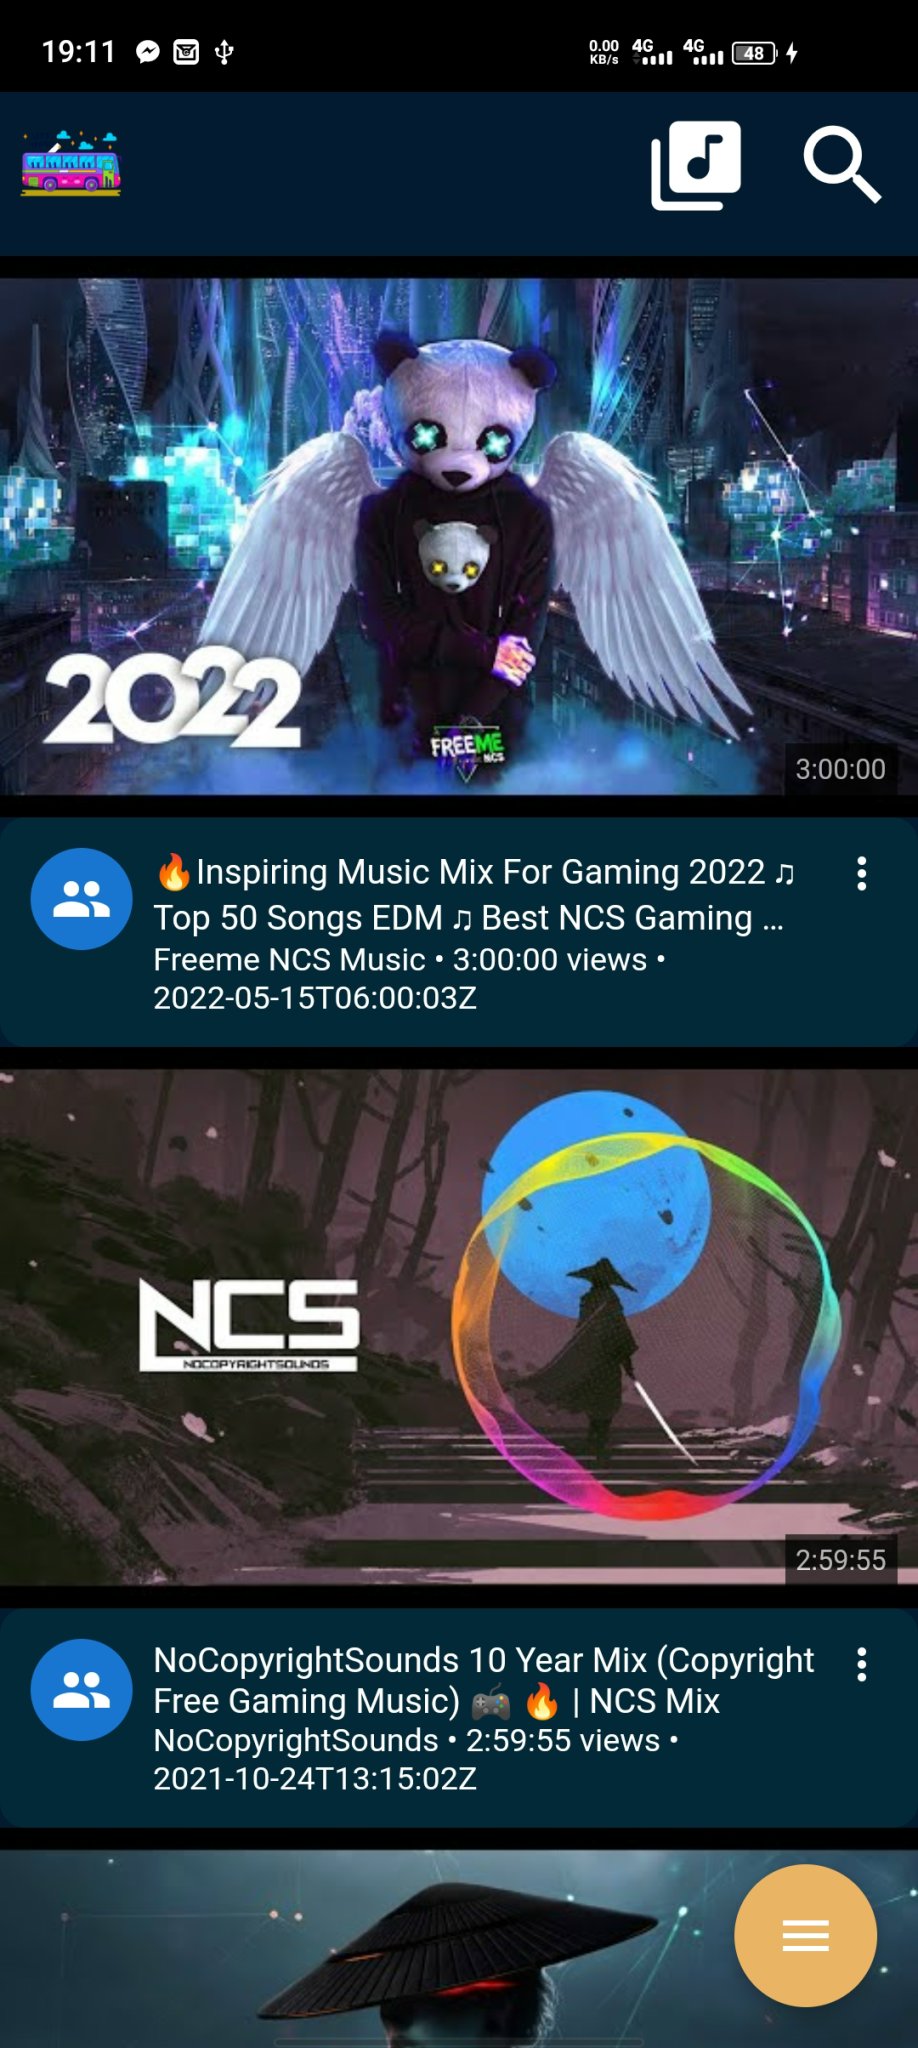 19:11
0.00
KB/s
4G
4G
48
2022
FREEME
NCS
3:00:00
🔥Inspiring Music Mix For Gaming 2022 ♫
Top 50 Songs EDM ♫ Best NCS Gaming ...
Freeme NCS Music • 3:00:00 views •
2022-05-15T06:00:03Z
NCS
NOCOPYRIGHTSOUNDS
2:59:55
NoCopyrightSounds 10 Year Mix (Copyright
Free Gaming Music) 🎮 🔥 | NCS Mix
NoCopyrightSounds • 2:59:55 views •
2021-10-24T13:15:02Z